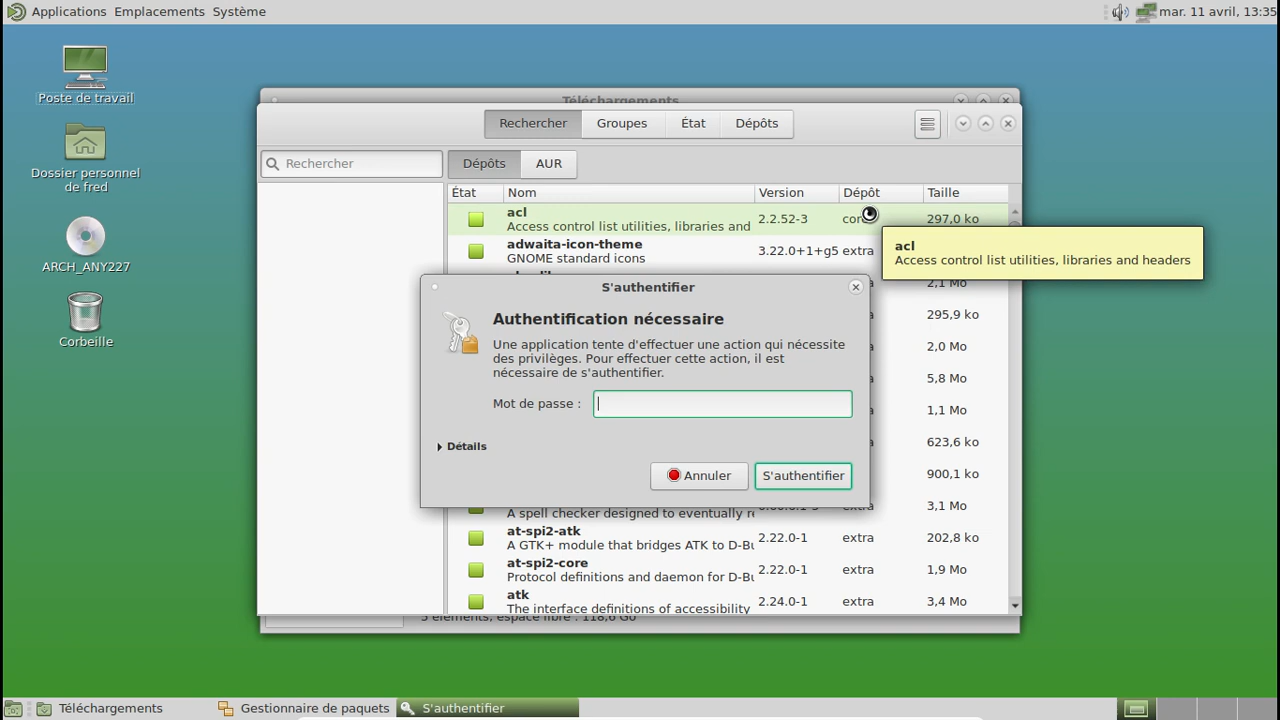 Applications Emplacements Système mar. 11 avril, 13:35
Poste de travail
Dossier personnel
de fred
ARCH_ANY227
Corbeille
Téléchargements
Rechercher Groupes État Dépôts
Rechercher Dépôts AUR
État Nom Version Dépôt Taille
acl
Access control list utilities, libraries and 2.2.52-3 297,0 ko
adwaita-icon-theme
GNOME standard icons 3.22.0+1+g5 extra
acl
Access control list utilities, libraries and headers
2,1 Mo
295,9 ko
2,0 Mo
5,8 Mo
1,1 Mo
623,6 ko
900,1 ko
S'authentifier
Authentification nécessaire
Une application tente d'effectuer une action qui nécessite
des privilèges. Pour effectuer cette action, il est
nécessaire de s'authentifier.
Mot de passe :
Détails
Annuler S'authentifier
A spell checker designed to eventually 3,1 Mo
at-spi2-atk
A GTK+ module that bridges ATK to 2.22.0-1 extra 202,8 ko
at-spi2-core
Protocol definitions and daemon for 2.22.0-1 extra 1,9 Mo
atk
The interface definitions of accessibility 2.24.0-1 extra 3,4 Mo
5 éléments, espace libre : 118,6 Go
Téléchargements Gestionnaire de paquets S'authentifier